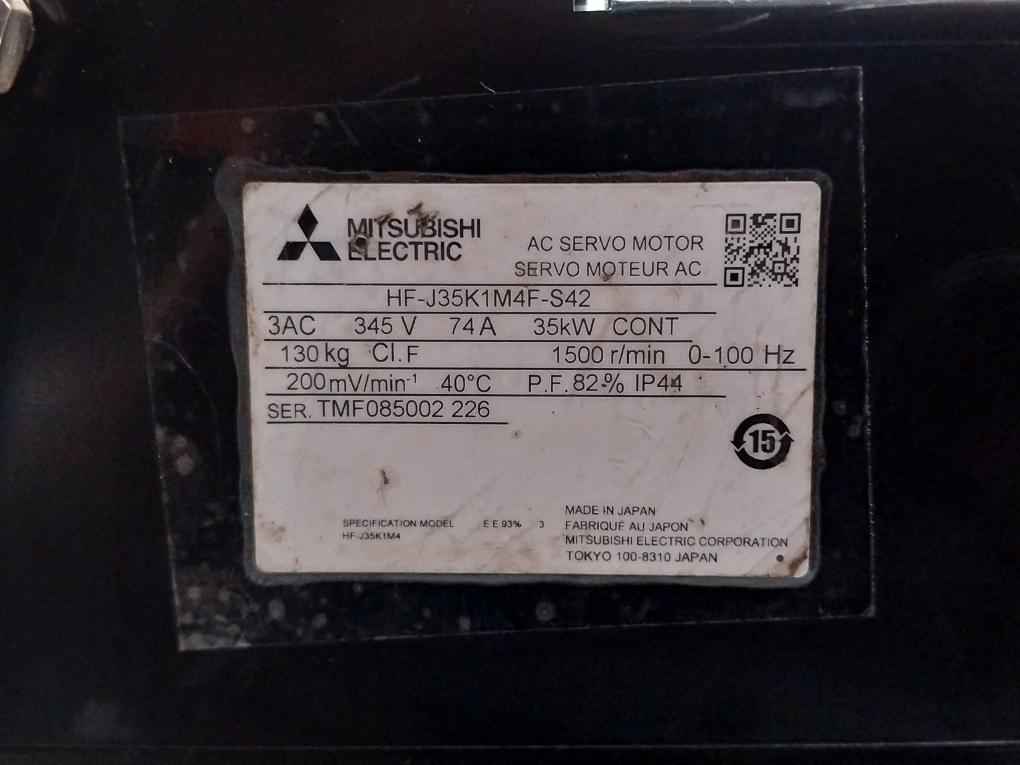 MITSUBISHI
ELECTRIC
AC SERVO MOTOR
SERVO MOTEUR AC
HF-J35K1M4F-S42
3AC 345 V 74 A 35kW CONT
130 kg Cl. F 1500 r/min 0-100 Hz
200 mV/min⁻¹ 40°C P.F. 82% IP44
SER. TMF085002 226
15
SPECIFICATION MODEL E.E 93% 3
HF-J35K1M4
MADE IN JAPAN
FABRIQUÉ AU JAPON
MITSUBISHI ELECTRIC CORPORATION
TOKYO 100-8310 JAPAN